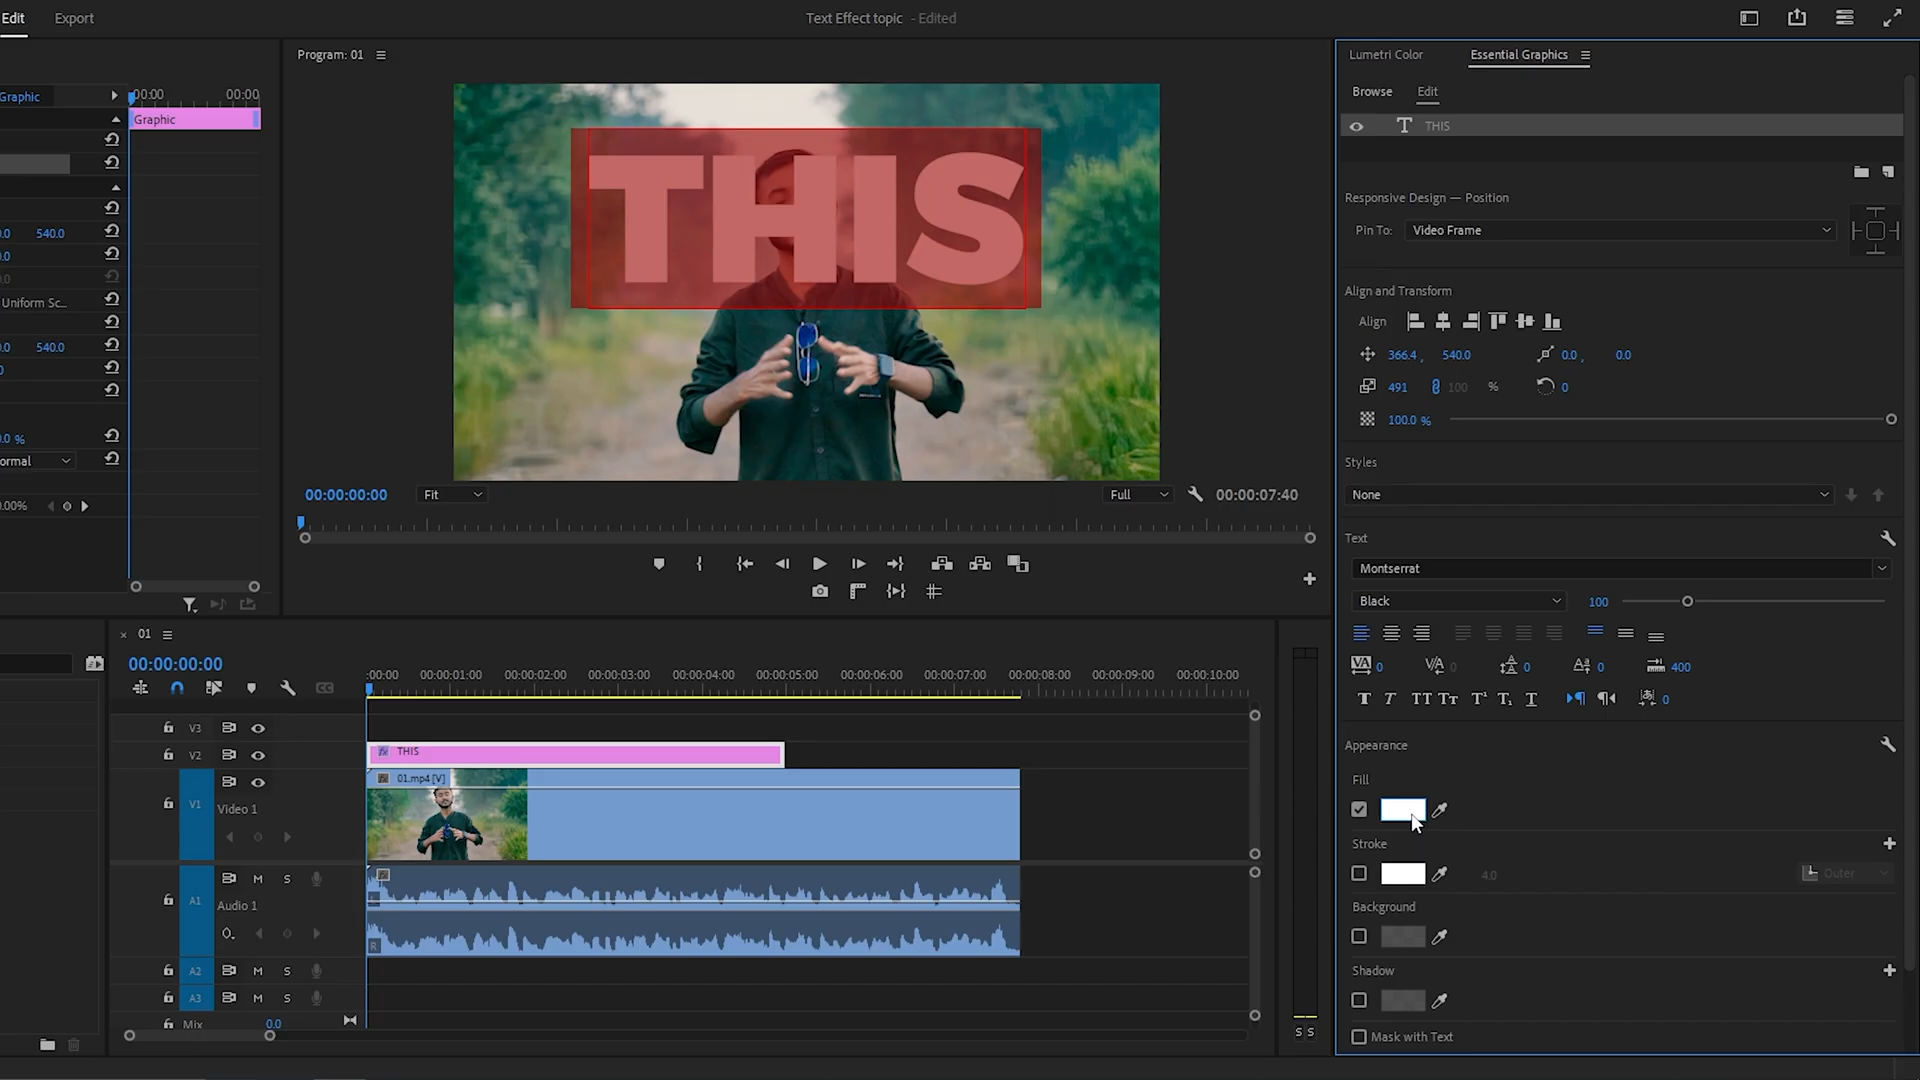 Edit Export Text Effect topic - Edited
Program: 01
Lumetri Color Essential Graphics
Graphic 00:00 00:00
Graphic
Browse Edit
THIS
THIS
Responsive Design — Position
Pin To: Video Frame
540.0
Uniform Sc...
540.0
Align and Transform
Align
366.4 , 540.0 0.0 , 0.0
491 100 % 0
100.0 %
Styles
None
00:00:00:00 Fit Full 00:00:07:40
Text
Montserrat
Black 100
0 0 0 0 400
0
01
00:00:00:00
:00:00 00:00:01:00 00:00:02:00 00:00:03:00 00:00:04:00 00:00:05:00 00:00:06:00 00:00:07:00 00:00:08:00 00:00:09:00 00:00:10:00
V3
V2 THIS
01.mp4 [V]
V1 Video 1
M S
A1 Audio 1
R
A2 M S
A3 M S
Mix 0.0
S S
Appearance
Fill
Stroke
4.0 Outer
Background
Shadow
Mask with Text